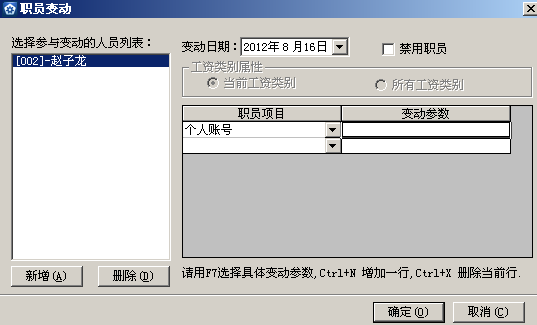 职员变动
选择参与变动的人员列表：
[002]-赵子龙
变动日期：2012年 8 月16日
禁用职员
工资类别属性
当前工资类别 所有工资类别
职员项目 变动参数
个人账号
请用F7选择具体变动参数,Ctrl+N 增加一行,Ctrl+X 删除当前行.
新增(A) 删除(D)
确定(O) 取消(C)